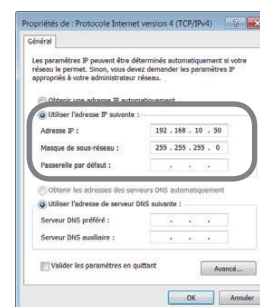 Propriétés de : Protocole Internet version 4 (TCP/IPv4)
Général
Les paramètres IP peuvent être déterminés automatiquement si votre
réseau le permet. Sinon, vous devez demander les paramètres IP
appropriés à votre administrateur réseau.
Obtenir une adresse IP automatiquement
Utiliser l'adresse IP suivante :
Adresse IP : 192 . 168 . 10 . 50
Masque de sous-réseau : 255 . 255 . 255 . 0
Passerelle par défaut : . . .
Obtenir les adresses des serveurs DNS automatiquement
Utiliser l'adresse de serveur DNS suivante :
Serveur DNS préféré : . . .
Serveur DNS auxiliaire : . . .
Valider les paramètres en quittant
Avancé...
OK Annuler